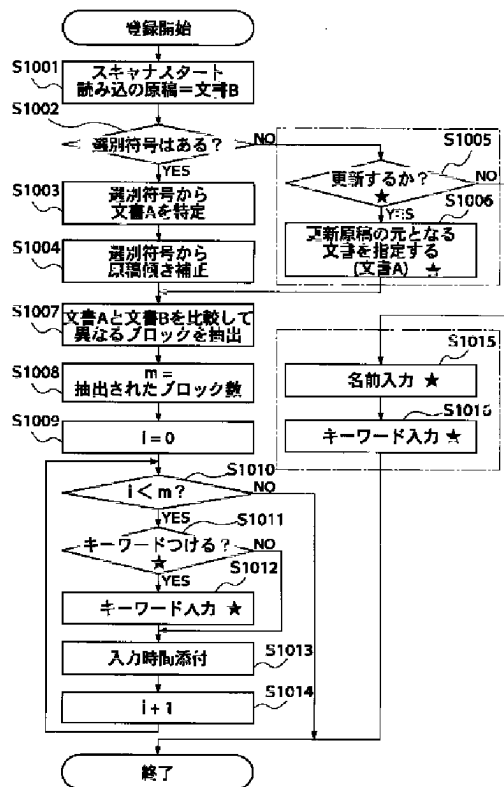 登録開始
S1001
スキャナスタート
読み込の原稿＝文書B
S1002
選別符号はある？
NO
YES
S1005
更新するか？
★
NO
YES
S1003
選別符号から
文書Aを特定
S1006
更新原稿の元となる
文書を指定する
(文書A) ★
S1004
選別符号から
原稿傾き補正
S1007
文書Aと文書Bを比較して
異なるブロックを抽出
S1015
名前入力 ★
S1008
m＝
抽出されたブロック数
S1016
キーワード入力 ★
S1009
i＝0
S1010
i＜m？
NO
YES
S1011
キーワードつける？
★
NO
YES
S1012
キーワード入力 ★
S1013
入力時間添付
S1014
i＋1
終了